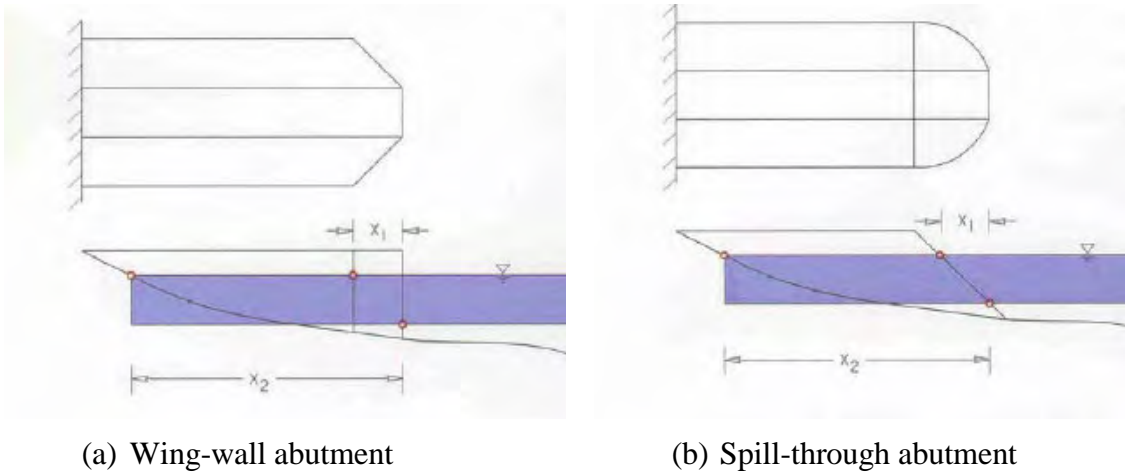 X₁
X₂
(a) Wing-wall abutment
X₁
X₂
(b) Spill-through abutment